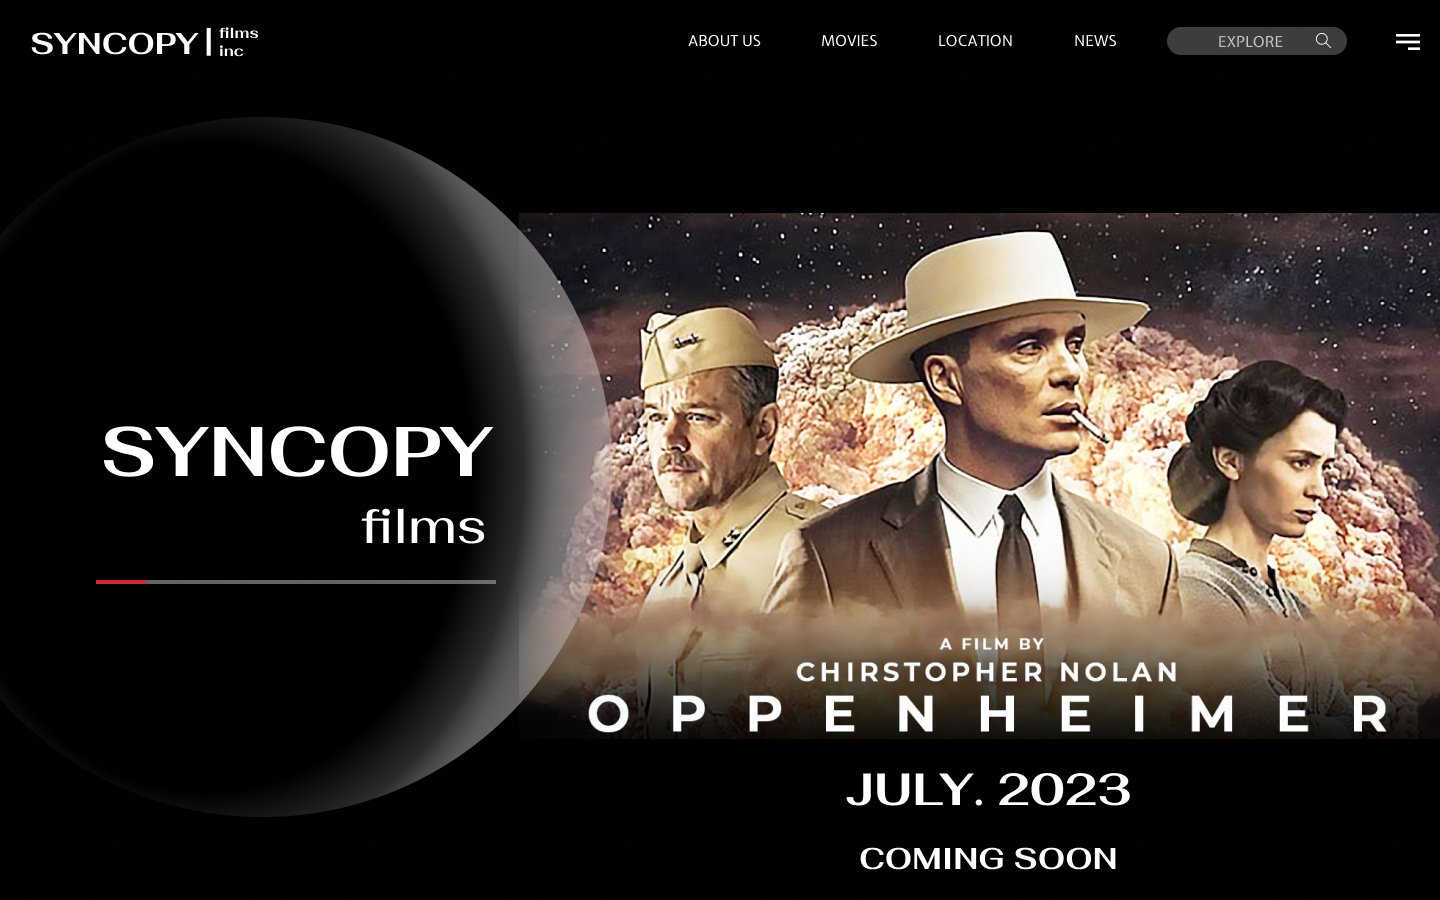 SYNCOPY | films inc
ABOUT US MOVIES LOCATION NEWS EXPLORE
SYNCOPY
films
A FILM BY
CHIRSTOPHER NOLAN
OPPENHEIMER
JULY. 2023
COMING SOON